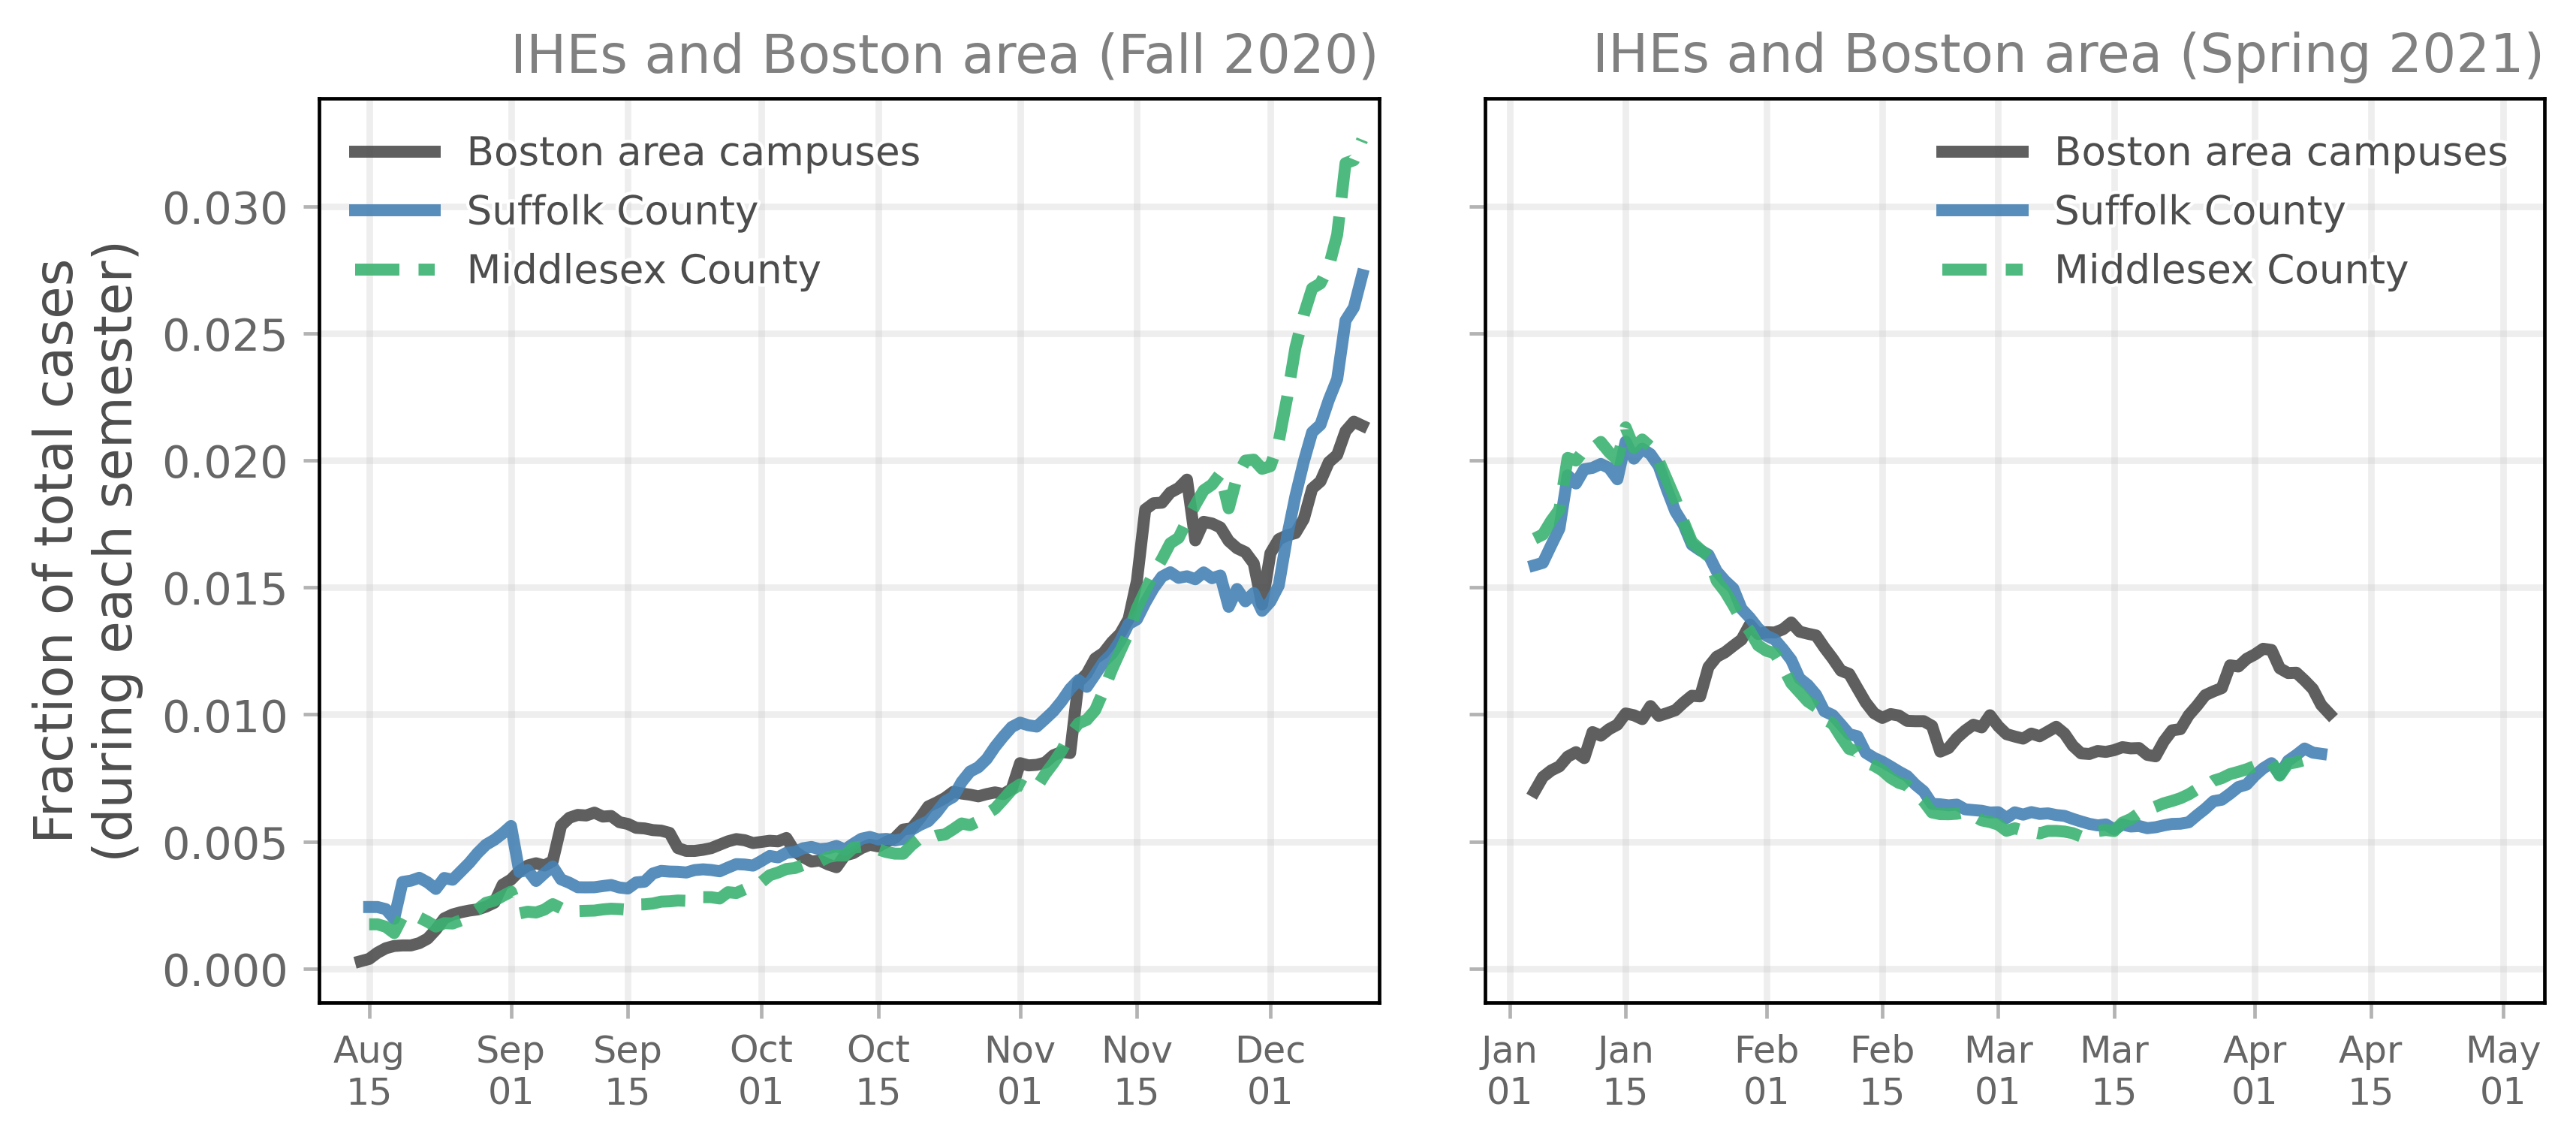 IHEs and Boston area (Fall 2020)
Boston area campuses
Suffolk County
Middlesex County
Fraction of total cases
(during each semester)
0.030
0.025
0.020
0.015
0.010
0.005
0.000
Aug 15
Sep 01
Sep 15
Oct 01
Oct 15
Nov 01
Nov 15
Dec 01
IHEs and Boston area (Spring 2021)
Boston area campuses
Suffolk County
Middlesex County
Jan 01
Jan 15
Feb 01
Feb 15
Mar 01
Mar 15
Apr 01
Apr 15
May 01